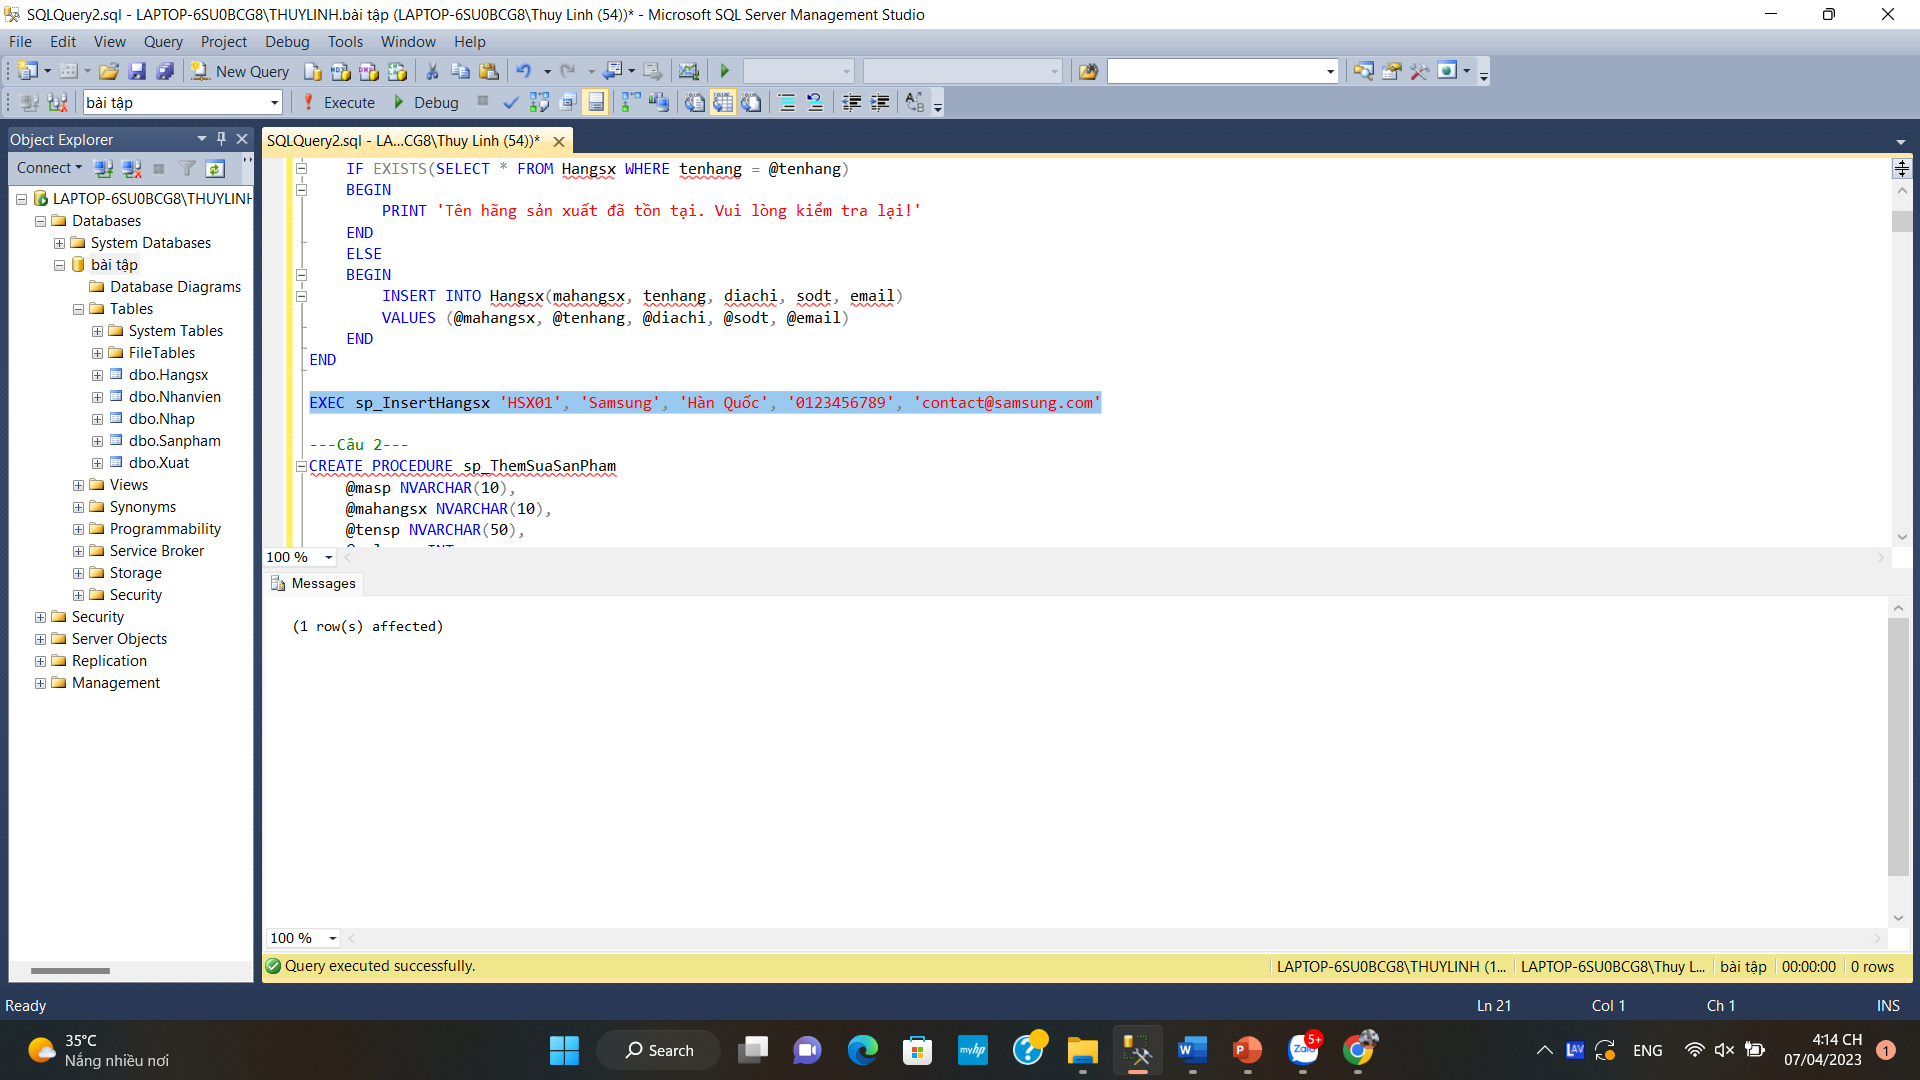 SQLQuery2.sql - LAPTOP-6SU0BCG8\THUYLINH.bài tập (LAPTOP-6SU0BCG8\Thuy Linh (54))* - Microsoft SQL Server Management Studio
File Edit View Query Project Debug Tools Window Help
New Query
bài tập
Execute
Debug
Object Explorer
Connect
LAPTOP-6SU0BCG8\THUYLINH
Databases
System Databases
bài tập
Database Diagrams
Tables
System Tables
FileTables
dbo.Hangsx
dbo.Nhanvien
dbo.Nhap
dbo.Sanpham
dbo.Xuat
Views
Synonyms
Programmability
Service Broker
Storage
Security
Security
Server Objects
Replication
Management
SQLQuery2.sql - LA...CG8\Thuy Linh (54))*
IF EXISTS(SELECT * FROM Hangsx WHERE tenhang = @tenhang)
BEGIN
PRINT 'Tên hãng sản xuất đã tồn tại. Vui lòng kiểm tra lại!'
END
ELSE
BEGIN
INSERT INTO Hangsx(mahangsx, tenhang, diachi, sodt, email)
VALUES (@mahangsx, @tenhang, @diachi, @sodt, @email)
END
END
EXEC sp_InsertHangsx 'HSX01', 'Samsung', 'Hàn Quốc', '0123456789', 'contact@samsung.com'
---Câu 2---
CREATE PROCEDURE sp_ThemSuaSanPham
@masp NVARCHAR(10),
@mahangsx NVARCHAR(10),
@tensp NVARCHAR(50),
100 %
Messages
(1 row(s) affected)
100 %
Query executed successfully.
LAPTOP-6SU0BCG8\THUYLINH (1... LAPTOP-6SU0BCG8\Thuy L... bài tập 00:00:00 0 rows
Ready
Ln 21 Col 1 Ch 1 INS
35°C
Nắng nhiều nơi
Search
myhp
Zalo
5+
LAV
ENG
4:14 CH
07/04/2023
1